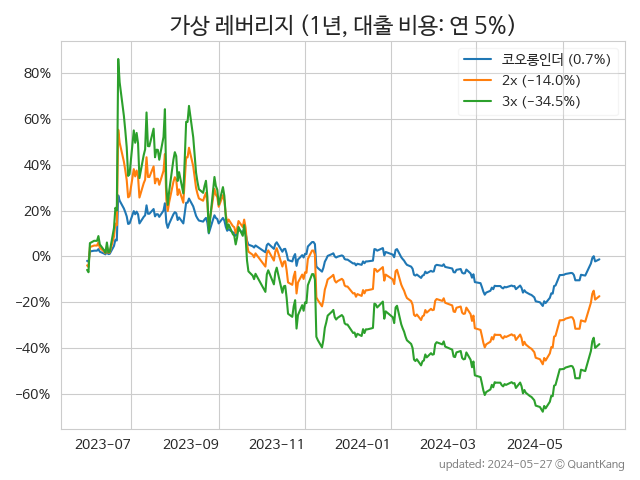 가상 레버리지 (1년, 대출 비용: 연 5%)
코오롱인더 (0.7%)
2x (−14.0%)
3x (−34.5%)
80%
60%
40%
20%
0%
−20%
−40%
−60%
2023-07
2023-09
2023-11
2024-01
2024-03
2024-05
updated: 2024-05-27 © QuantKang